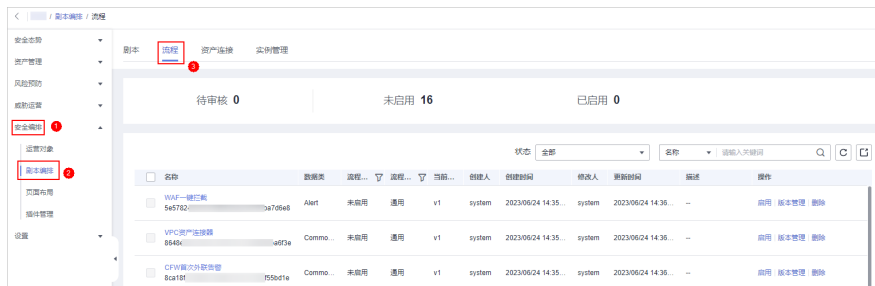 / 剧本编排 / 流程
安全态势
资产管理
风险预防
威胁运营
安全编排 1
运营对象
剧本编排 2
页面布局
插件管理
设置
剧本 流程 资产连接 实例管理
3
待审核 0 未启用 16 已启用 0
状态 全部 名称 请输入关键词
名称 数据类 流程... 流程... 当前... 创建人 创建时间 修改人 更新时间 描述 操作
WAF一键拦截 Alert 未启用 通用 v1 system 2023/06/24 14:35... system 2023/06/24 14:36... -- 启用 版本管理 删除
5e5782 ba7d6e8
VPC资产连接器 Commo... 未启用 通用 v1 system 2023/06/24 14:35... system 2023/06/24 14:36... -- 启用 版本管理 删除
8648 a6f3e
CFW首次外联告警 Commo... 未启用 通用 v1 system 2023/06/24 14:35... system 2023/06/24 14:36... -- 启用 版本管理 删除
8ca18f f55bd1e